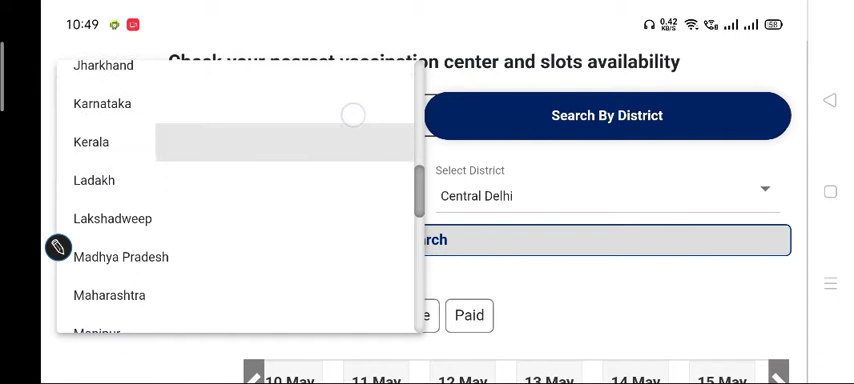 10:49
0.42
KB/S
58
Check your nearest vaccination center and slots availability
Jharkhand
Karnataka
Kerala
Ladakh
Lakshadweep
Madhya Pradesh
Maharashtra
Manipur
Search By District
Select District
Central Delhi
rch
e
Paid
10 May
11 May
12 May
13 May
14 May
15 May